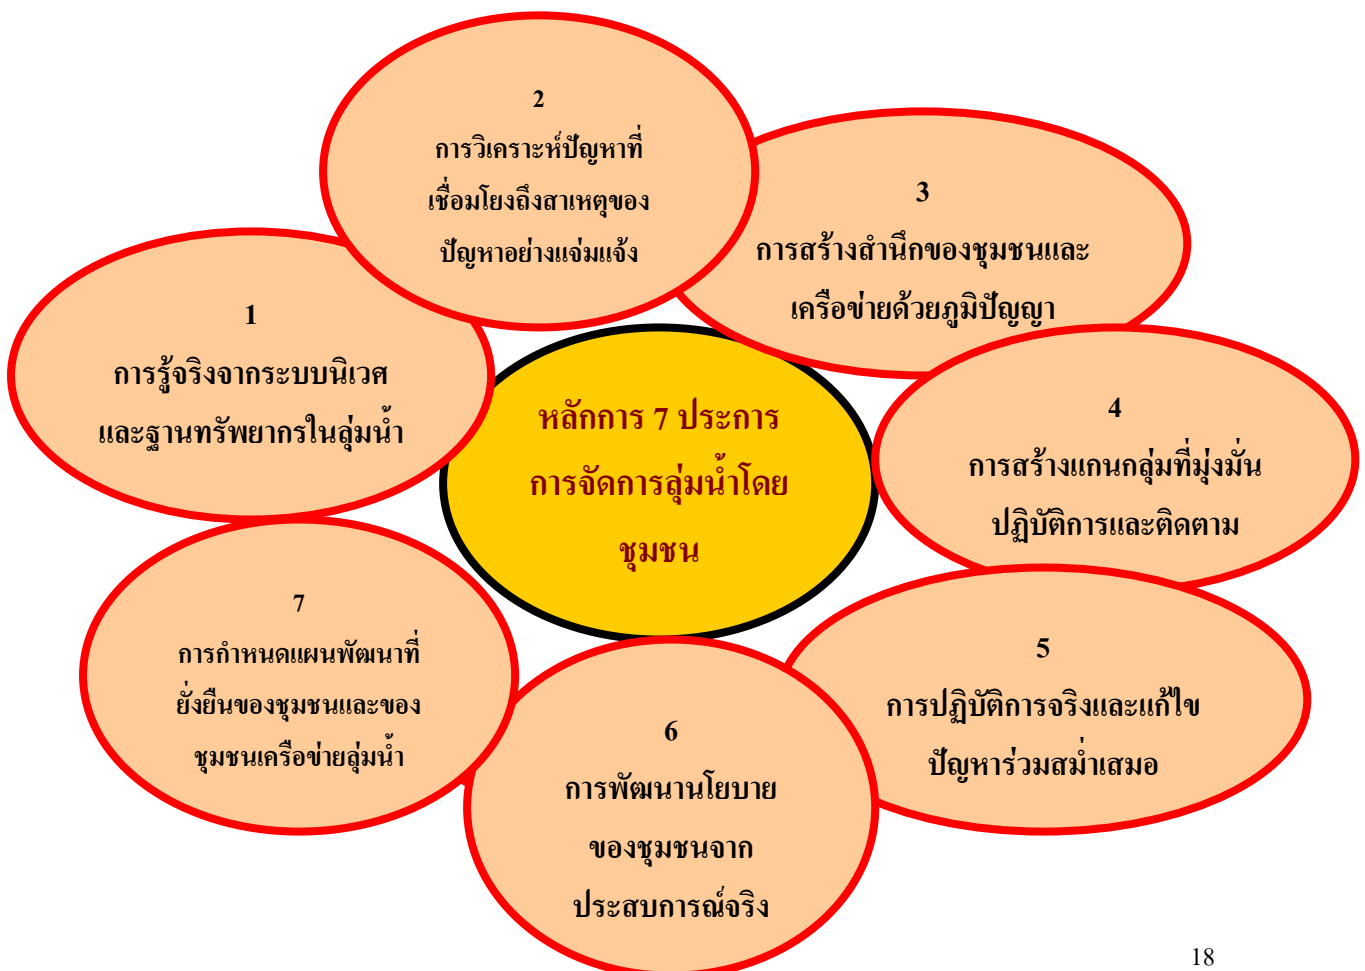 หลักการ 7 ประการ
การจัดการลุ่มน้ำโดย
ชุมชน
1
การรู้จริงจากระบบนิเวศ
และฐานทรัพยากรในลุ่มน้ำ
2
การวิเคราะห์ปัญหาที่
เชื่อมโยงถึงสาเหตุของ
ปัญหาอย่างแจ่มแจ้ง
3
การสร้างสำนึกของชุมชนและ
เครือข่ายด้วยภูมิปัญญา
4
การสร้างแกนกลุ่มที่มุ่งมั่น
ปฏิบัติการและติดตาม
5
การปฏิบัติการจริงและแก้ไข
ปัญหาร่วมสม่ำเสมอ
6
การพัฒนานโยบาย
ของชุมชนจาก
ประสบการณ์จริง
7
การกำหนดแผนพัฒนาที่
ยั่งยืนของชุมชนและของ
ชุมชนเครือข่ายลุ่มน้ำ
18